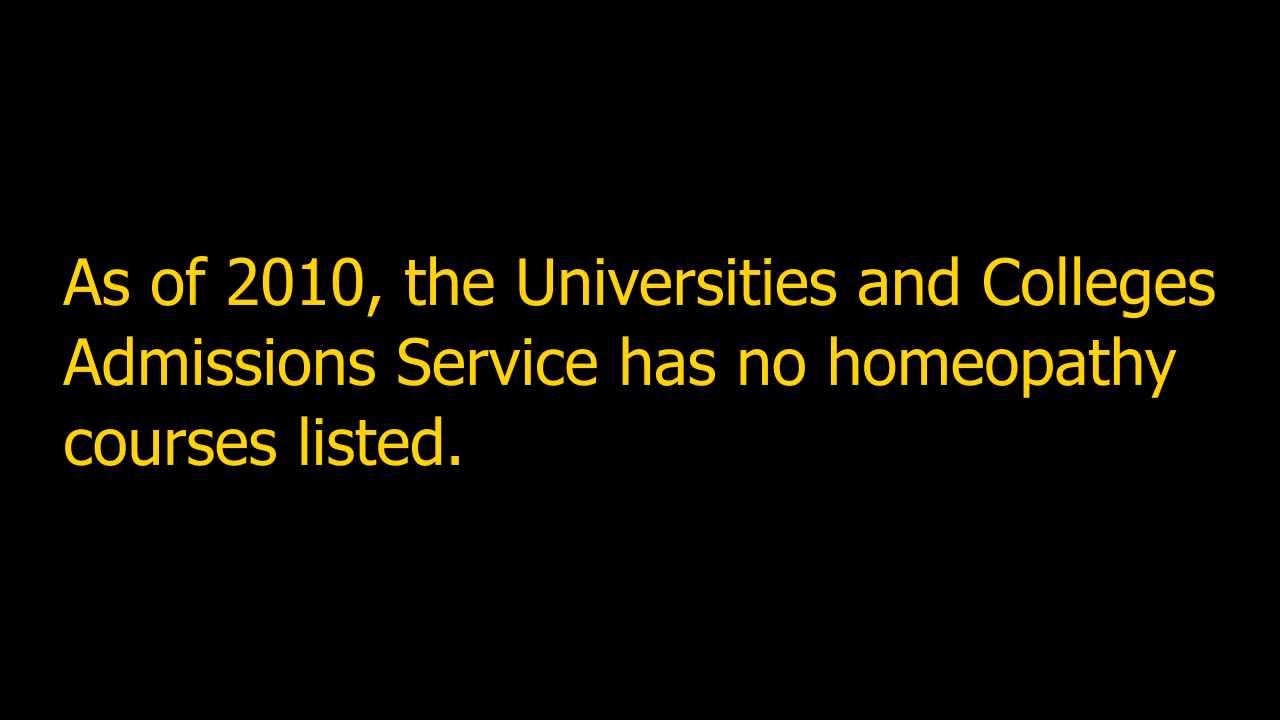 As of 2010, the Universities and Colleges
Admissions Service has no homeopathy
courses listed.